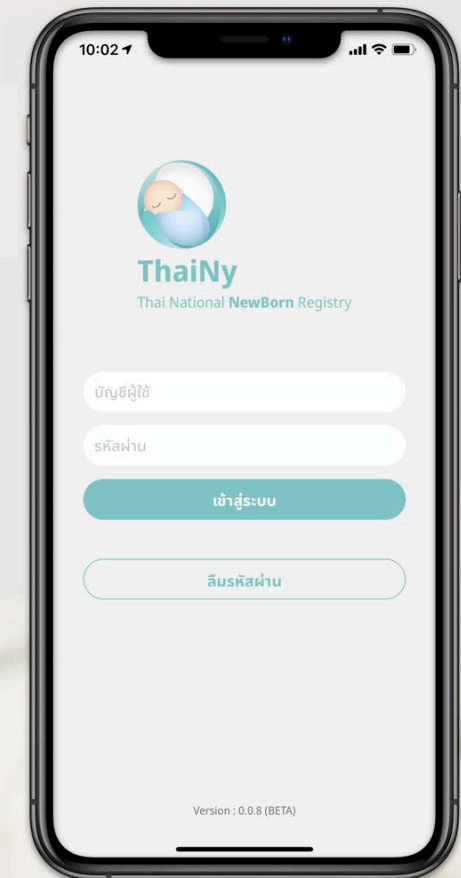 10:02
ThaiNy
Thai National NewBorn Registry
บัญชีผู้ใช้
รหัสผ่าน
เข้าสู่ระบบ
ลืมรหัสผ่าน
Version : 0.0.8 (BETA)